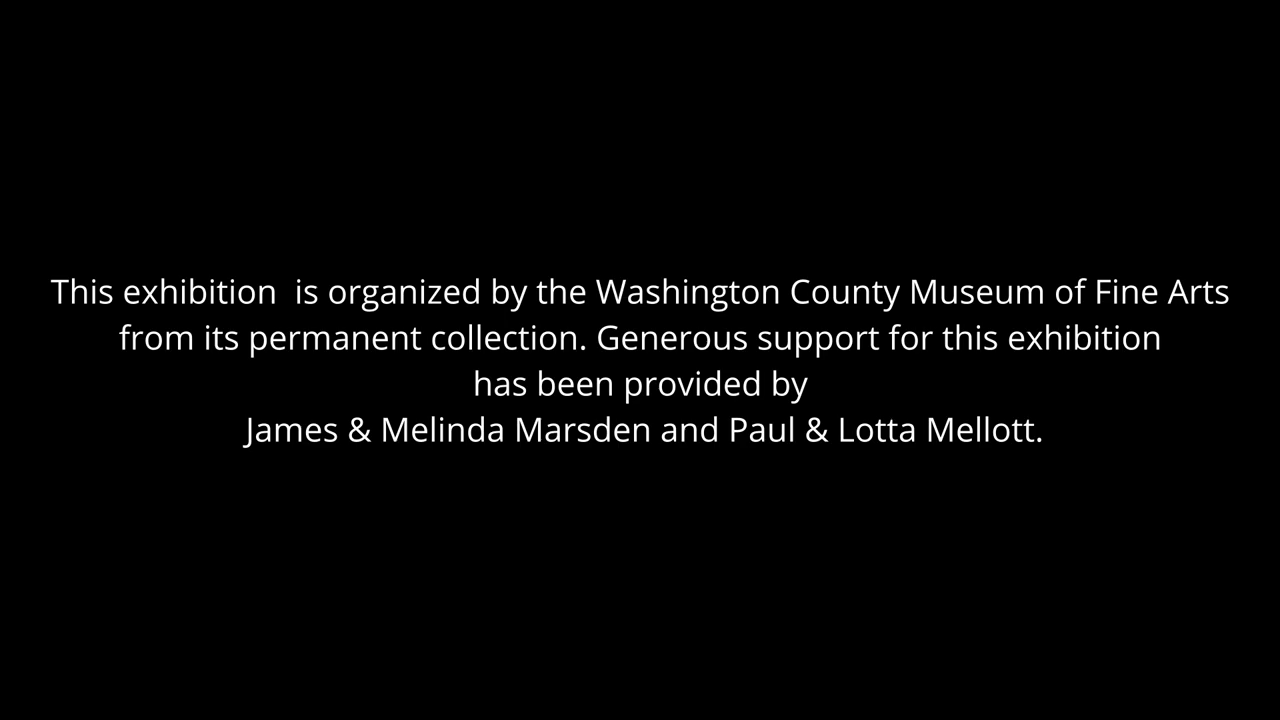 This exhibition  is organized by the Washington County Museum of Fine Arts
from its permanent collection. Generous support for this exhibition
has been provided by
James & Melinda Marsden and Paul & Lotta Mellott.